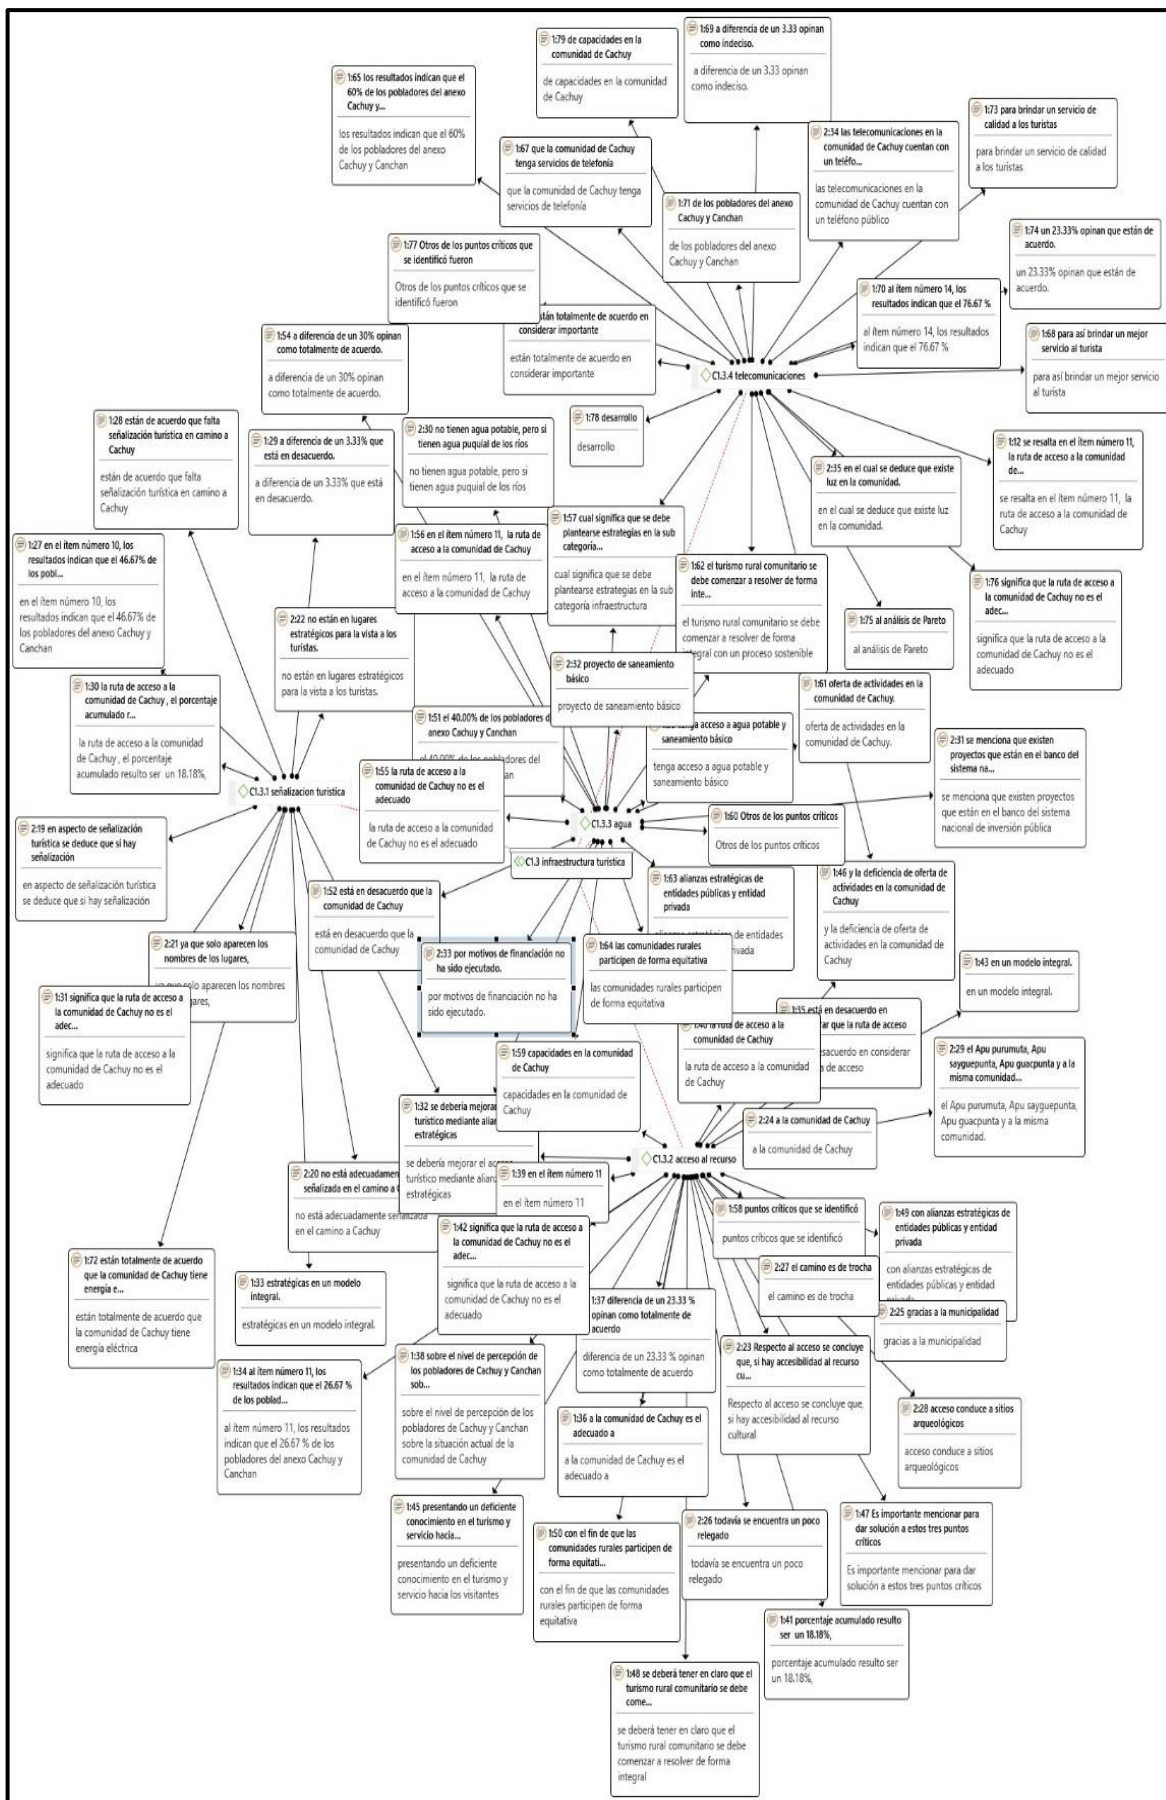 1:79 de capacidades en la
comunidad de Cachuy
de capacidades en la comunidad
de Cachuy
1:69 a diferencia de un 3.33 opinan
como indeciso.
a diferencia de un 3.33 opinan
como indeciso.
1:65 los resultados indican que el
60% de los pobladores del anexo
Cachuy y...
los resultados indican que el 60%
de los pobladores del anexo
Cachuy y Canchan
1:67 que la comunidad de Cachuy
tenga servicios de telefonía
que la comunidad de Cachuy tenga
servicios de telefonía
2:34 las telecomunicaciones en la
comunidad de Cachuy cuentan con
un teléfo...
las telecomunicaciones en la
comunidad de Cachuy cuentan con
un teléfono público
1:73 para brindar un servicio de
calidad a los turistas
para brindar un servicio de calidad
a los turistas
1:71 de los pobladores del anexo
Cachuy y Canchan
de los pobladores del anexo
Cachuy y Canchan
1:74 un 23.33% opinan que están de
acuerdo.
un 23.33% opinan que están de
acuerdo.
1:77 Otros de los puntos críticos que
se identificó fueron
Otros de los puntos críticos que se
identificó fueron
1:70 al ítem número 14, los
resultados indican que el 76.67 %
al ítem número 14, los resultados
indican que el 76.67 %
están totalmente de acuerdo en
considerar importante
están totalmente de acuerdo en
considerar importante
1:68 para así brindar un mejor
servicio al turista
para así brindar un mejor servicio
al turista
1:54 a diferencia de un 30% opinan
como totalmente de acuerdo.
a diferencia de un 30% opinan
como totalmente de acuerdo.
C1.3.4 telecomunicaciones
1:78 desarrollo
desarrollo
1:28 están de acuerdo que falta
señalización turística en camino a
Cachuy
están de acuerdo que falta
señalización turística en camino a
Cachuy
1:29 a diferencia de un 3.33% que
está en desacuerdo.
a diferencia de un 3.33% que está
en desacuerdo.
2:30 no tienen agua potable, pero si
tienen agua puquial de los ríos
no tienen agua potable, pero si
tienen agua puquial de los ríos
1:12 se resalta en el ítem número 11,
la ruta de acceso a la comunidad
de...
se resalta en el ítem número 11, la
ruta de acceso a la comunidad de
Cachuy
2:35 en el cual se deduce que existe
luz en la comunidad.
en el cual se deduce que existe
luz en la comunidad.
1:57 cual significa que se debe
plantearse estrategias en la sub
categoría...
cual significa que se debe
plantearse estrategias en la sub
categoría infraestructura
1:56 en el ítem número 11, la ruta de
acceso a la comunidad de Cachuy
en el ítem número 11, la ruta de
acceso a la comunidad de Cachuy
1:27 en el ítem número 10, los
resultados indican que el 46.67% de
los pobl...
en el ítem número 10, los
resultados indican que el 46.67%
de los pobladores del anexo Cachuy y
Canchan
1:62 el turismo rural comunitario se
debe comenzar a resolver de forma
inte...
el turismo rural comunitario se debe
comenzar a resolver de forma
integral con un proceso sostenible
1:76 significa que la ruta de acceso a
la comunidad de Cachuy no es el
adec...
significa que la ruta de acceso a la
comunidad de Cachuy no es el
adecuado
2:22 no están en lugares
estratégicos para la vista a los
turistas.
no están en lugares estratégicos
para la vista a los turistas.
1:75 al análisis de Pareto
al análisis de Pareto
2:32 proyecto de saneamiento
básico
proyecto de saneamiento básico
1:30 la ruta de acceso a la
comunidad de Cachuy , el porcentaje
acumulado r...
la ruta de acceso a la comunidad
de Cachuy , el porcentaje
acumulado resulto ser un 18.18%,
1:61 oferta de actividades en la
comunidad de Cachuy.
oferta de actividades en la
comunidad de Cachuy.
1:51 el 40.00% de los pobladores
anexo Cachuy y Canchan
el 40.00% de los pobladores del
tenga acceso a agua potable y
saneamiento básico
tenga acceso a agua potable y
saneamiento básico
2:31 se menciona que existen
proyectos que están en el banco del
sistema na...
se menciona que existen proyectos
que están en el banco del sistema
nacional de inversión pública
1:55 la ruta de acceso a la
comunidad de Cachuy no es el
adecuado
la ruta de acceso a la comunidad
de Cachuy no es el adecuado
C1.3.1 señalizacion turistica
1:60 Otros de los puntos críticos
Otros de los puntos críticos
C1.3.3 agua
2:19 en aspecto de señalización
turística se deduce que si hay
señalización
en aspecto de señalización turística
se deduce que si hay señalización
C1.3 infraestructura turistica
1:63 alianzas estratégicas de
entidades públicas y entidad
privada
alianzas estratégicas de entidades
1:46 y la deficiencia de oferta de
actividades en la comunidad de
Cachuy
y la deficiencia de oferta de
actividades en la comunidad de
Cachuy
1:52 está en desacuerdo que la
comunidad de Cachuy
está en desacuerdo que la
comunidad de Cachuy
2:21 ya que solo aparecen los
nombres de los lugares,
ya que solo aparecen los nombres
2:33 por motivos de financiación no
ha sido ejecutado.
por motivos de financiación no ha
sido ejecutado.
1:64 las comunidades rurales
participen de forma equitativa
las comunidades rurales participen
de forma equitativa
1:43 en un modelo integral.
en un modelo integral.
1:31 significa que la ruta de acceso a
la comunidad de Cachuy no es el
adec...
significa que la ruta de acceso a la
comunidad de Cachuy no es el
adecuado
1:35 está en desacuerdo en
que la ruta de acceso
en considerar
de acceso
1:40 la ruta de acceso a la
comunidad de Cachuy
la ruta de acceso a la comunidad
de Cachuy
2:29 el Apu purumuta, Apu
sayguepunta, Apu guacpunta y a la
misma comunidad...
el Apu purumuta, Apu sayguepunta,
Apu guacpunta y a la misma
comunidad.
1:59 capacidades en la comunidad
de Cachuy
capacidades en la comunidad de
Cachuy
1:32 se debería mejorar
turístico mediante
estratégicas
se debería mejorar el
turístico mediante
estratégicas
2:24 a la comunidad de Cachuy
a la comunidad de Cachuy
C1.3.2 acceso al recurso
2:20 no está adecuadamente
señalizada en el camino a
no está adecuadamente señalizada
en el camino a Cachuy
1:39 en el ítem número 11
en el ítem número 11
1:58 puntos críticos que se identificó
puntos críticos que se identificó
1:49 con alianzas estratégicas de
entidades públicas y entidad
privada
con alianzas estratégicas de
entidades públicas y entidad
privada
1:42 significa que la ruta de acceso a
la comunidad de Cachuy no es el
adec...
significa que la ruta de acceso a la
comunidad de Cachuy no es el
adecuado
1:72 están totalmente de acuerdo
que la comunidad de Cachuy tiene
energía e...
están totalmente de acuerdo que
la comunidad de Cachuy tiene
energía eléctrica
1:33 estratégicas en un modelo
integral.
estratégicas en un modelo integral.
2:27 el camino es de trocha
el camino es de trocha
2:25 gracias a la municipalidad
gracias a la municipalidad
1:37 diferencia de un 23.33 %
opinan como totalmente de
acuerdo
diferencia de un 23.33 % opinan
como totalmente de acuerdo
1:34 al ítem número 11, los
resultados indican que el 26.67 %
de los poblad...
al ítem número 11, los resultados
indican que el 26.67 % de los
pobladores del anexo Cachuy y
Canchan
1:38 sobre el nivel de percepción de
los pobladores de Cachuy y Canchan
sob...
sobre el nivel de percepción de los
pobladores de Cachuy y Canchan
sobre la situación actual de la
comunidad de Cachuy
2:23 Respecto al acceso se concluye
que, si hay accesibilidad al recurso
cu...
Respecto al acceso se concluye que,
si hay accesibilidad al recurso
cultural
1:36 a la comunidad de Cachuy es el
adecuado a
a la comunidad de Cachuy es el
adecuado a
2:28 acceso conduce a sitios
arqueológicos
acceso conduce a sitios
arqueológicos
1:45 presentando un deficiente
conocimiento en el turismo y
servicio hacia...
presentando un deficiente
conocimiento en el turismo y
servicio hacia los visitantes
1:50 con el fin de que las
comunidades rurales participen de
forma equitati...
con el fin de que las comunidades
rurales participen de forma
equitativa
2:26 todavía se encuentra un poco
relegado
todavía se encuentra un poco
relegado
1:47 Es importante mencionar para
dar solución a estos tres puntos
críticos
Es importante mencionar para dar
solución a estos tres puntos críticos
1:41 porcentaje acumulado resulto
ser un 18.18%,
porcentaje acumulado resulto ser
un 18.18%,
1:48 se deberá tener en claro que el
turismo rural comunitario se debe
come...
se deberá tener en claro que el
turismo rural comunitario se debe
comenzar a resolver de forma
integral